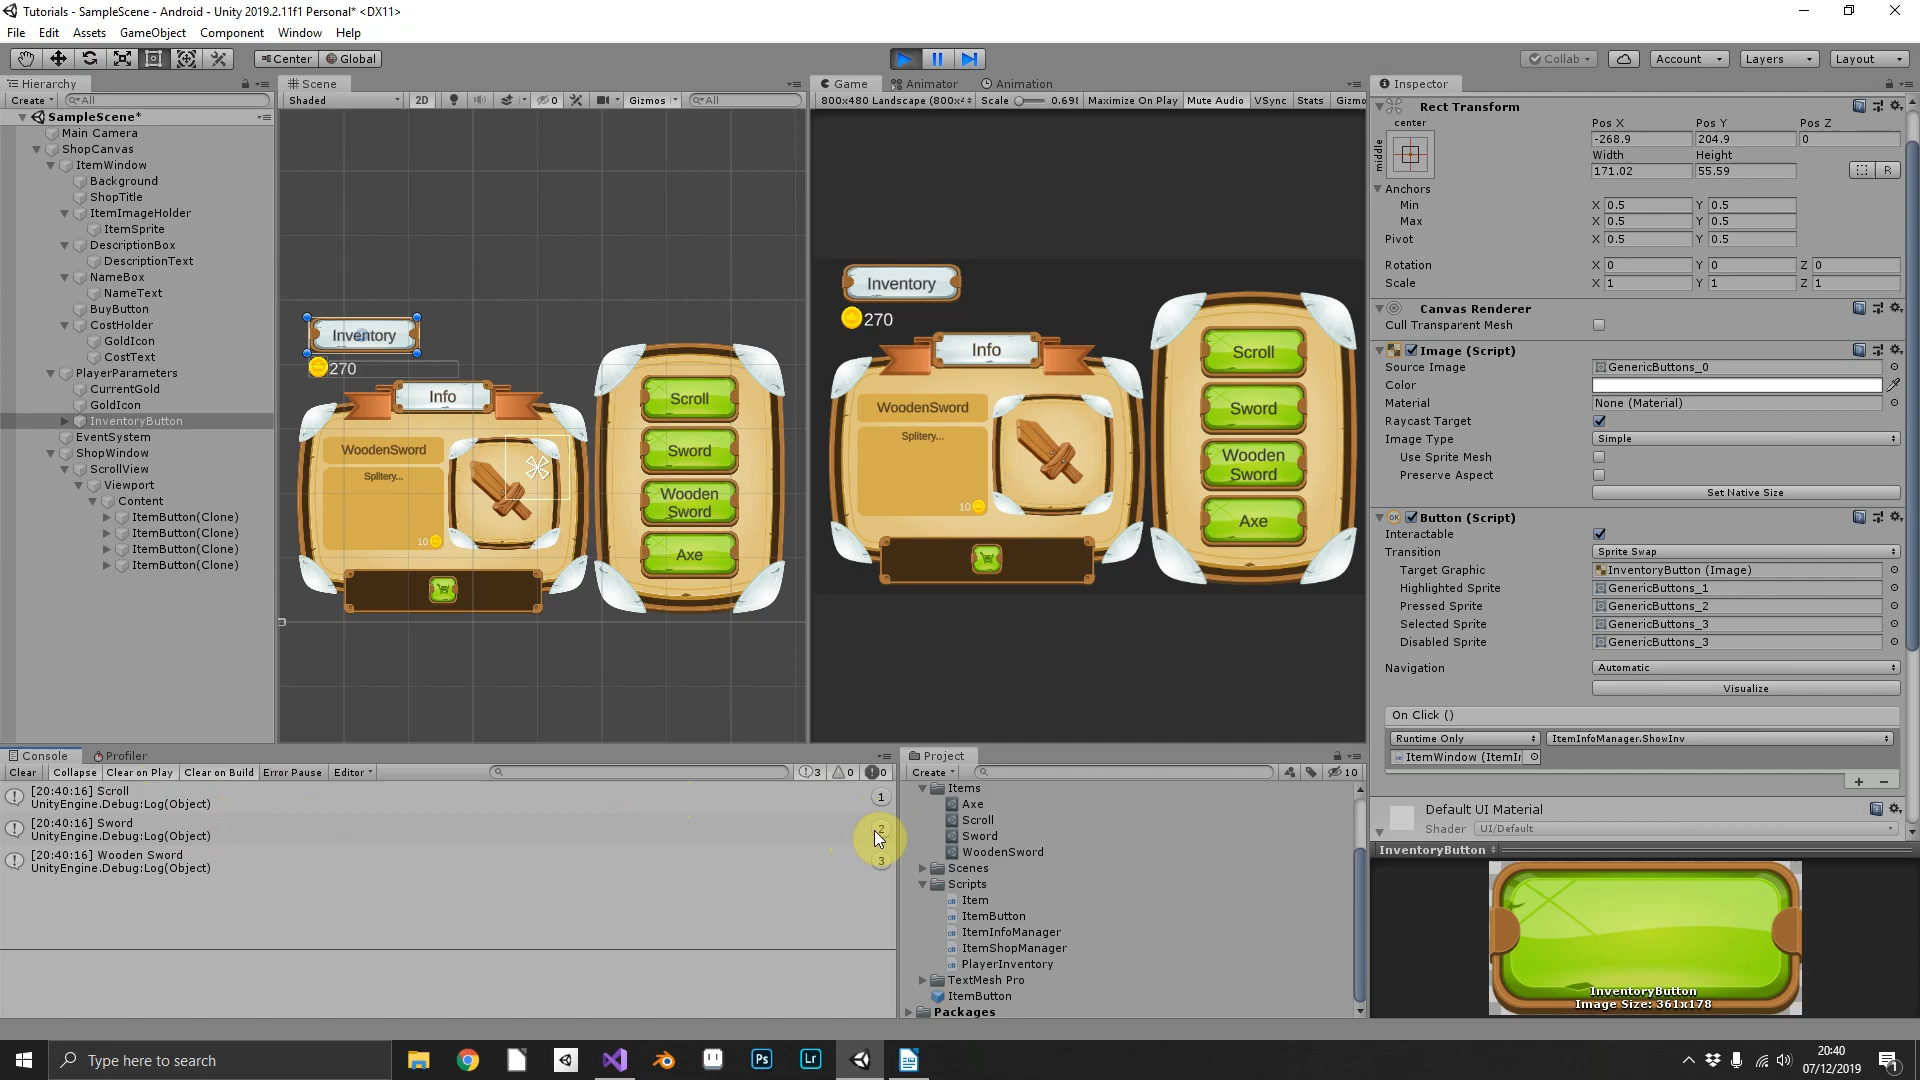 Tutorials - SampleScene - Android - Unity 2019.2.11f1 Personal* <DX11>
File Edit Assets GameObject Component Window Help
Center Global
Collab Account Layers Layout
Hierarchy
Create All
SampleScene*
Main Camera
ShopCanvas
ItemWindow
Background
ShopTitle
ItemImageHolder
ItemSprite
DescriptionBox
DescriptionText
NameBox
NameText
BuyButton
CostHolder
GoldIcon
CostText
PlayerParameters
CurrentGold
GoldIcon
InventoryButton
EventSystem
ShopWindow
ScrollView
Viewport
Content
ItemButton(Clone)
ItemButton(Clone)
ItemButton(Clone)
ItemButton(Clone)
Scene
Shaded 2D 0 Gizmos All
Inventory
270
Info
WoodenSword
Splitery...
10
Scroll
Sword
Wooden
Sword
Axe
Game Animator Animation
800x480 Landscape (800x4 Scale 0.698 Maximize On Play Mute Audio VSync Stats Gizmo
Inventory
270
Info
WoodenSword
Splitery...
10
Scroll
Sword
Wooden
Sword
Axe
Inspector
Rect Transform
center
middle
Pos X Pos Y Pos Z
-268.9 204.9 0
Width Height
171.02 55.59
R
Anchors
Min X 0.5 Y 0.5
Max X 0.5 Y 0.5
Pivot X 0.5 Y 0.5
Rotation X 0 Y 0 Z 0
Scale X 1 Y 1 Z 1
Canvas Renderer
Cull Transparent Mesh
Image (Script)
Source Image GenericButtons_0
Color
Material None (Material)
Raycast Target
Image Type Simple
Use Sprite Mesh
Preserve Aspect
Set Native Size
Button (Script)
Interactable
Transition Sprite Swap
Target Graphic InventoryButton (Image)
Highlighted Sprite GenericButtons_1
Pressed Sprite GenericButtons_2
Selected Sprite GenericButtons_3
Disabled Sprite GenericButtons_3
Navigation Automatic
Visualize
On Click ()
Runtime Only ItemInfoManager.ShowInv
ItemWindow (ItemIr
Default UI Material
Shader UI/Default
InventoryButton
InventoryButton
Image Size: 361x178
Console Profiler
Clear Collapse Clear on Play Clear on Build Error Pause Editor 3 0 0
[20:40:16] Scroll
UnityEngine.Debug:Log(Object)
1
[20:40:16] Sword
UnityEngine.Debug:Log(Object)
2
[20:40:16] Wooden Sword
UnityEngine.Debug:Log(Object)
3
Project
Create 10
Items
Axe
Scroll
Sword
WoodenSword
Scenes
Scripts
Item
ItemButton
ItemInfoManager
ItemShopManager
PlayerInventory
TextMesh Pro
ItemButton
Packages
Type here to search
Ps
Lr
20:40
07/12/2019
1